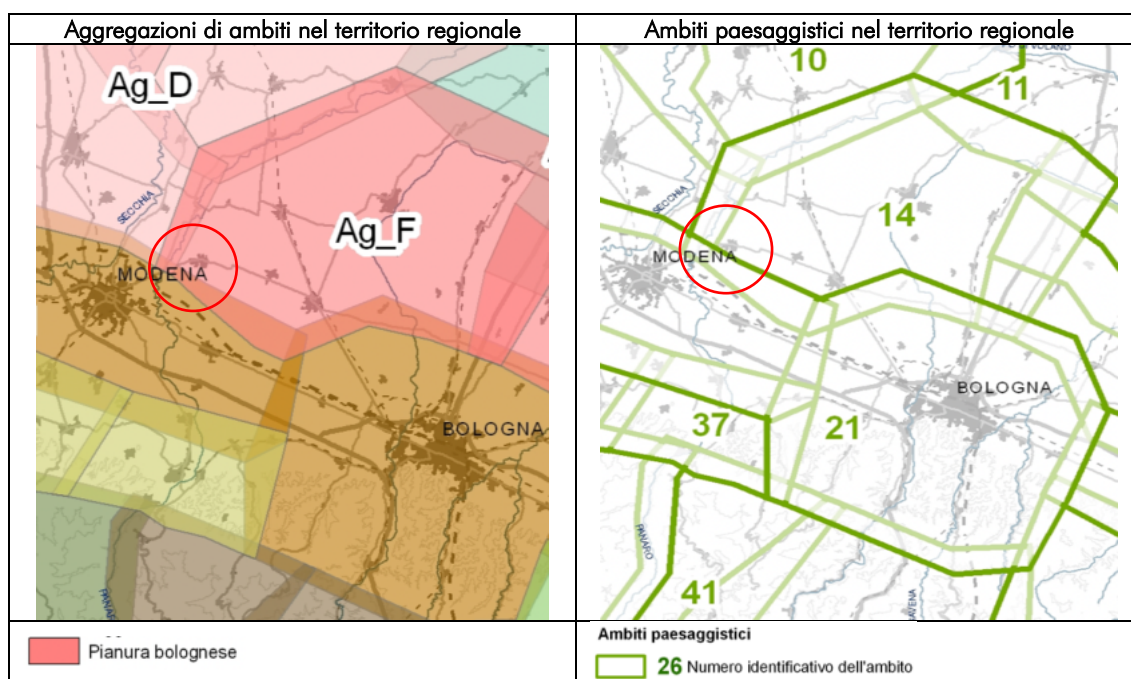 Aggregazioni di ambiti nel territorio regionale
Ambiti paesaggistici nel territorio regionale
Ag_D
SECCHIA
Ag_F
MODENA
BOLOGNA
10
11
SECCHIA
14
MODENA
BOLOGNA
37
21
PANARO
41
Pianura bolognese
Ambiti paesaggistici
26 Numero identificativo dell'ambito